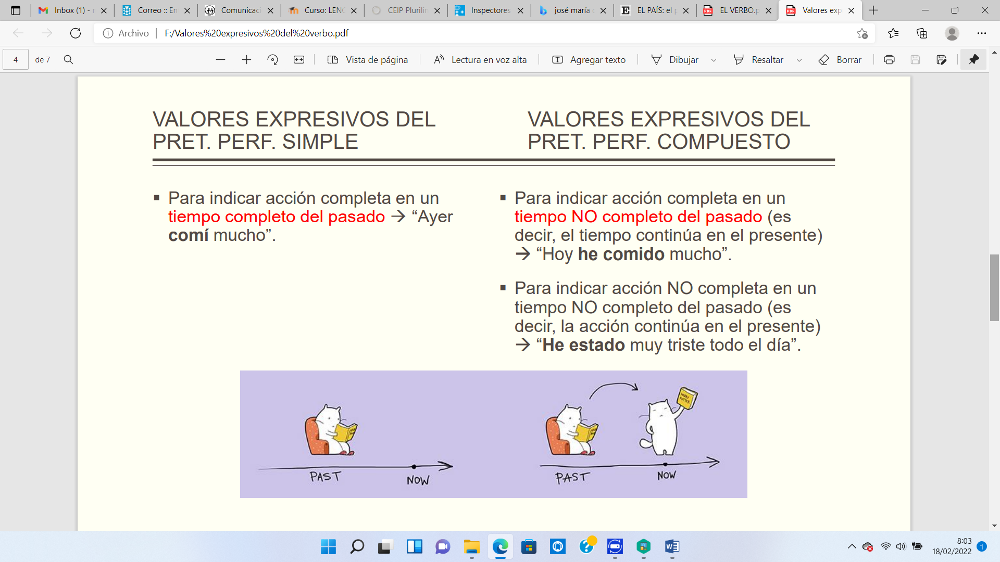 Inbox (1) - r
Correo :: En
Comunicaci
Curso: LENG
CEIP Plurilin
Inspectores
josé maría
EL PAÍS: el p
EL VERBO.p
Valores exp
Archivo
F:/Valores%20expresivos%20del%20verbo.pdf
4 de 7
Vista de página
Lectura en voz alta
Agregar texto
Dibujar
Resaltar
Borrar
VALORES EXPRESIVOS DEL
PRET. PERF. SIMPLE
▪ Para indicar acción completa en un
tiempo completo del pasado → “Ayer
comí mucho”.
VALORES EXPRESIVOS DEL
PRET. PERF. COMPUESTO
▪ Para indicar acción completa en un
tiempo NO completo del pasado (es
decir, el tiempo continúa en el presente)
→ “Hoy he comido mucho”.
▪ Para indicar acción NO completa en un
tiempo NO completo del pasado (es
decir, la acción continúa en el presente)
→ “He estado muy triste todo el día”.
PAST
NOW
HARRY
POTTER
PAST
NOW
8:03
18/02/2022
1